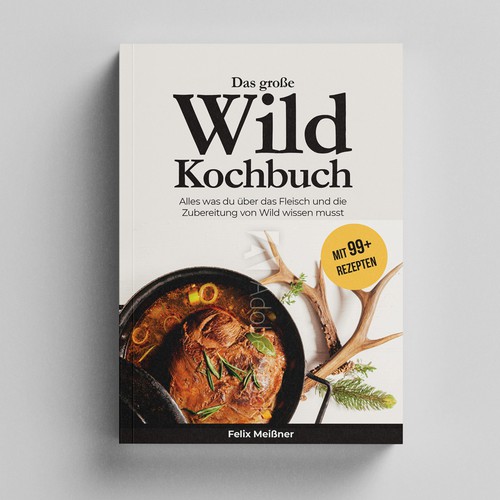 Das große
Wild
Kochbuch
Alles was du über das Fleisch und die
Zubereitung von Wild wissen musst
MIT 99+
REZEPTEN
Felix Meißner